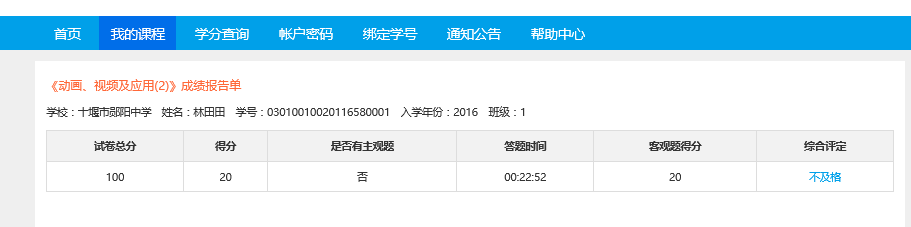 首页 我的课程 学分查询 帐户密码 绑定学号 通知公告 帮助中心
《动画、视频及应用(2)》成绩报告单
学校：十堰市郧阳中学 姓名：林田田 学号：03010010020116580001 入学年份：2016 班级：1
试卷总分 得分 是否有主观题 答题时间 客观题得分 综合评定
100 20 否 00:22:52 20 不及格